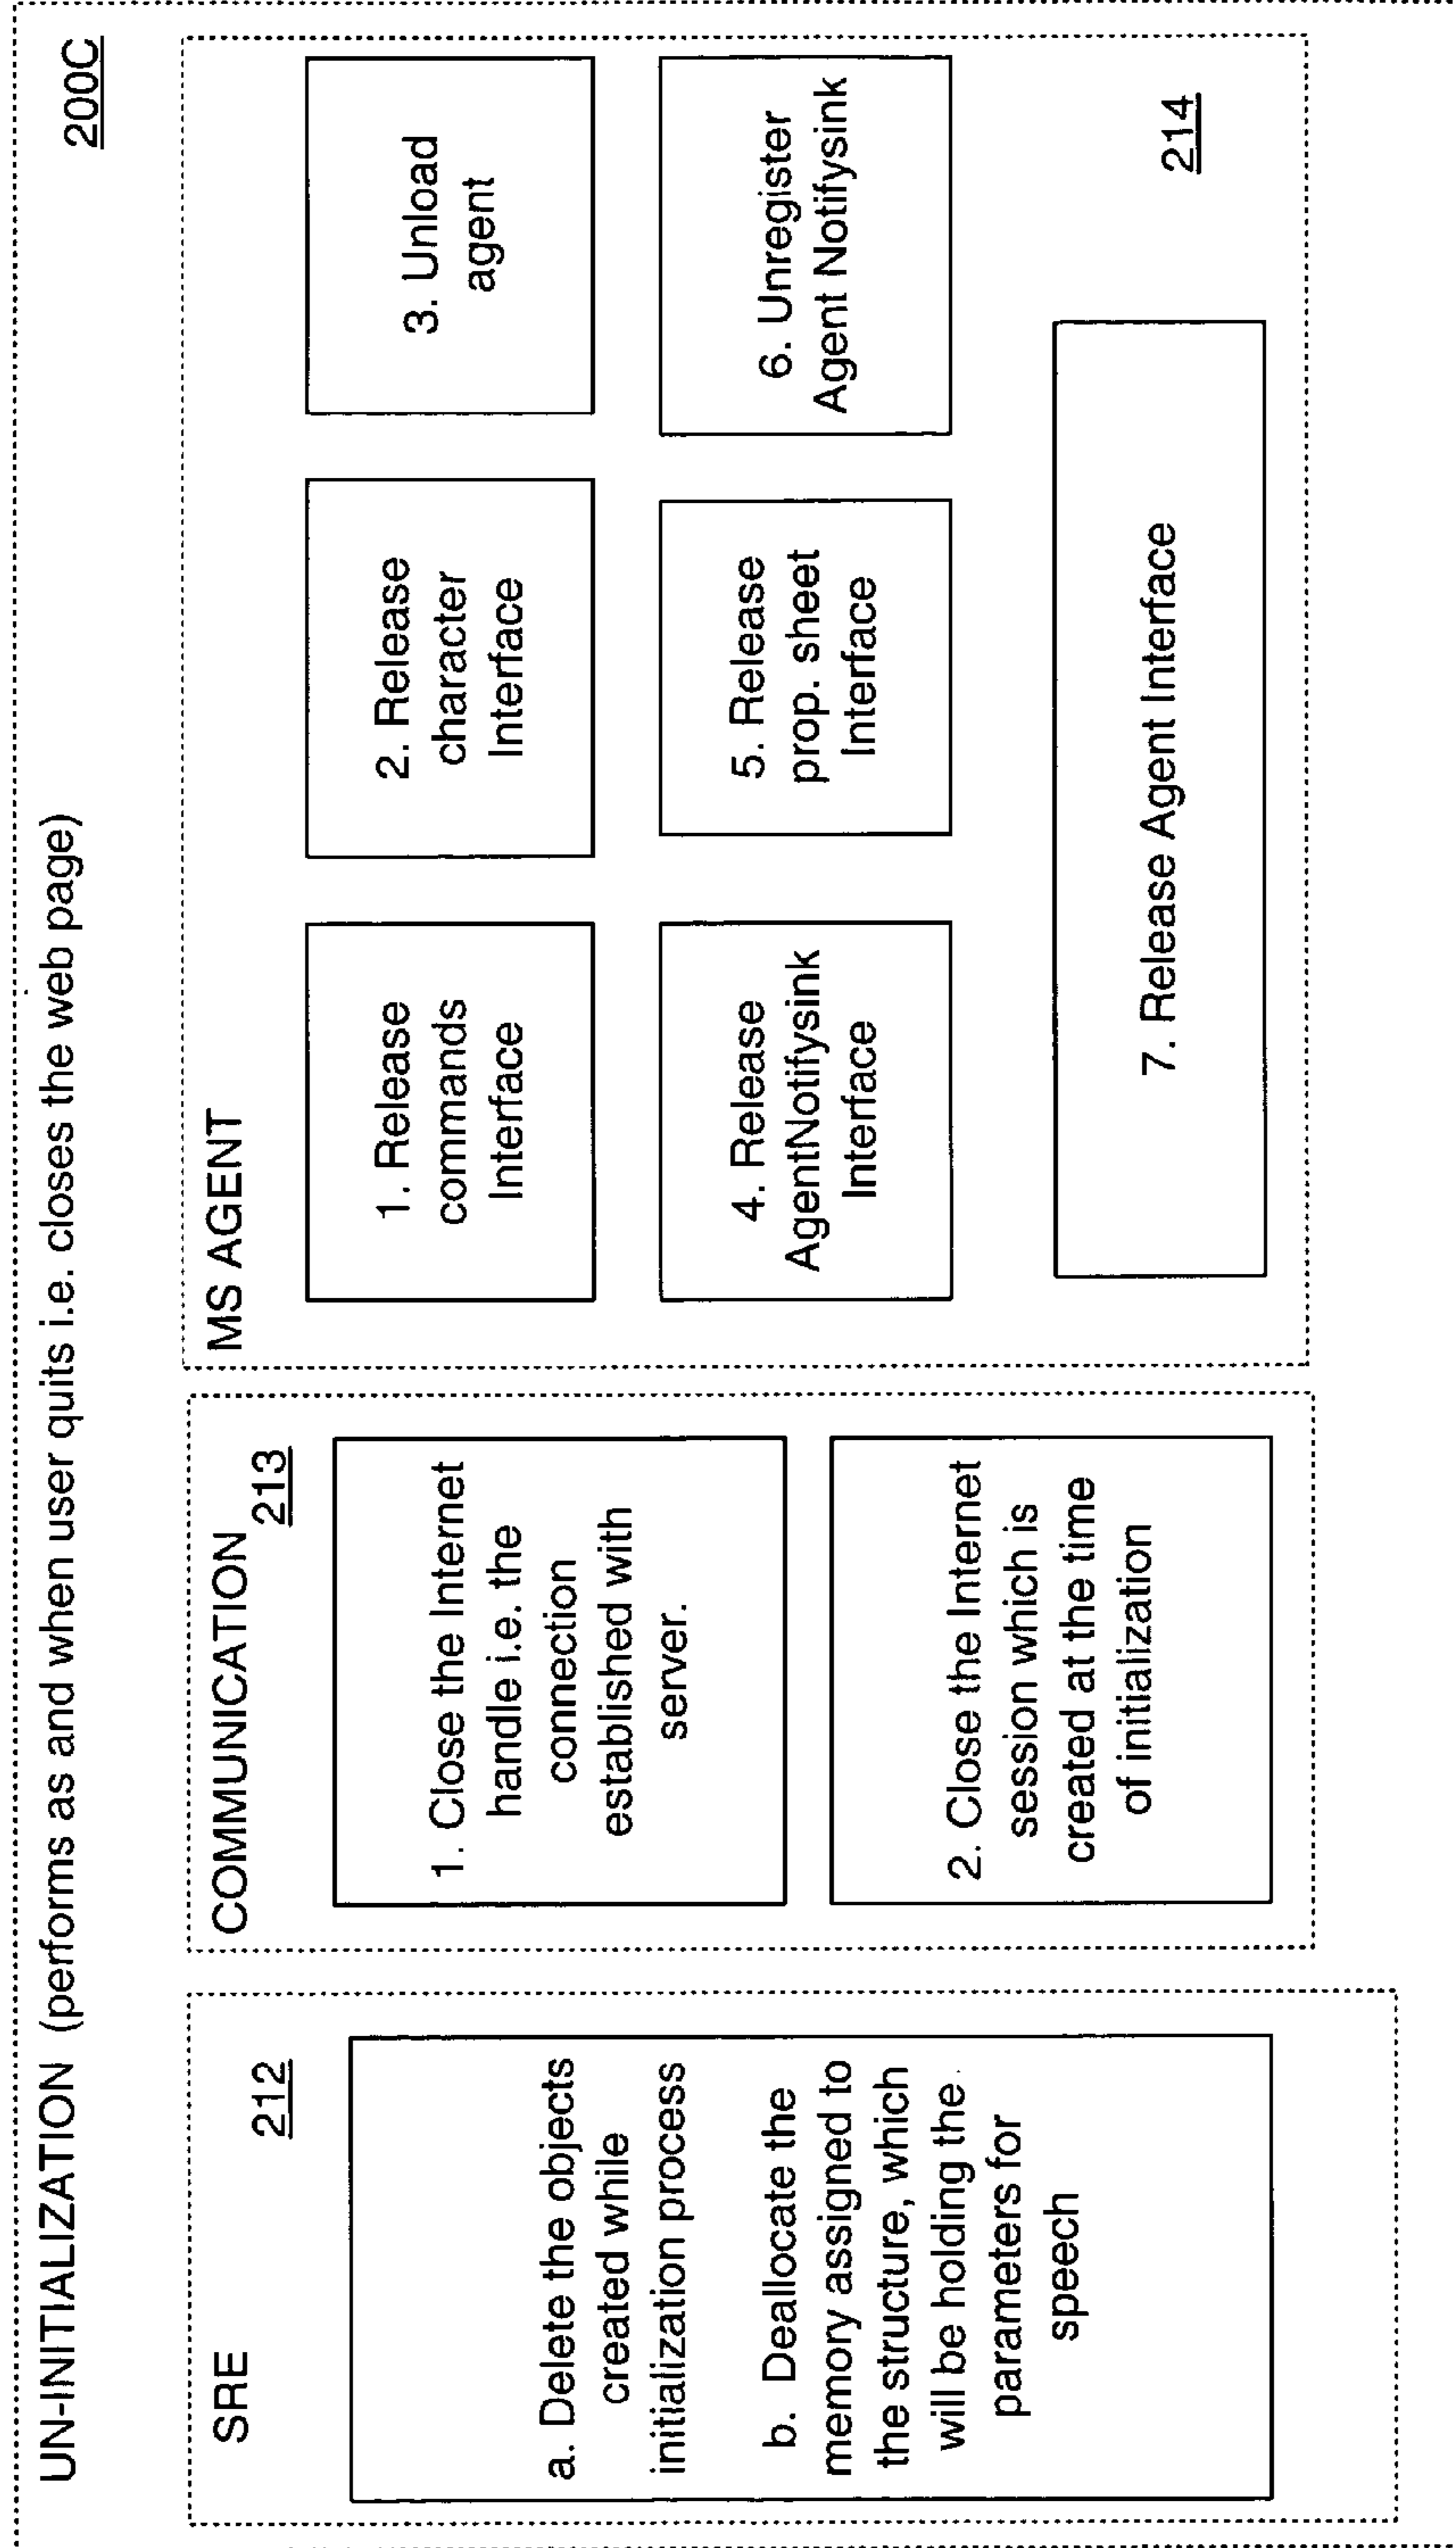 UN-INITIALIZATION (performs as and when user quits i.e. closes the web page)
200C
SRE
212
a. Delete the objects
created while
initialization process
b. Deallocate the
memory assigned to
the structure, which
will be holding the
parameters for
speech
COMMUNICATION
213
1. Close the Internet
handle i.e. the
connection
established with
server.
2. Close the Internet
session which is
created at the time
of initialization
MS AGENT
1. Release
commands
Interface
2. Release
character
Interface
3. Unload
agent
4. Release
AgentNotifysink
Interface
5. Release
prop. sheet
Interface
6. Unregister
Agent Notifysink
7. Release Agent Interface
214